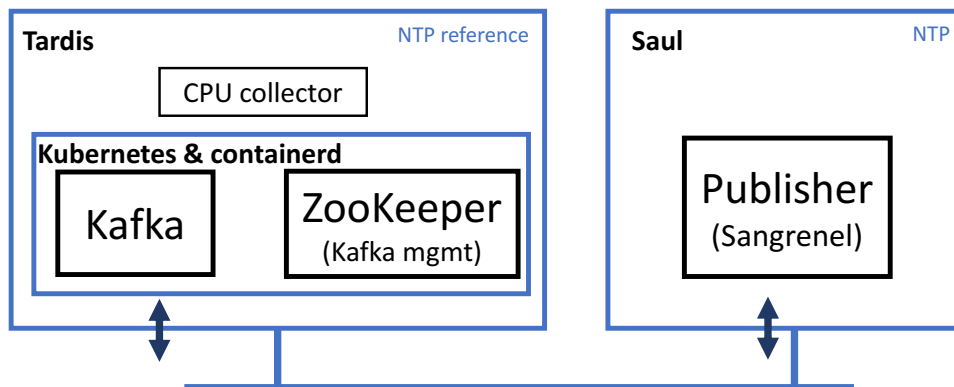 Tardis
NTP reference
CPU collector
Kubernetes & containerd
Kafka
ZooKeeper
(Kafka mgmt)
Saul
NTP
Publisher
(Sangrenel)